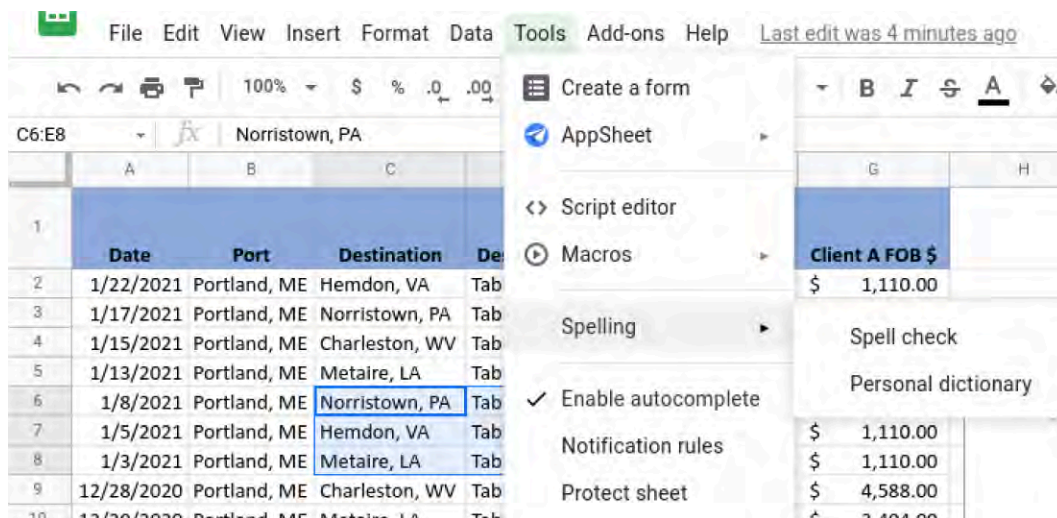 File Edit View Insert Format Data Tools Add-ons Help Last edit was 4 minutes ago
100% $ % .0 .00 Create a form B I S A
C6:E8 fx Norristown, PA AppSheet
A B C G H
<> Script editor
1 Date Port Destination Macros Client A FOB $
2 1/22/2021 Portland, ME Hemdon, VA Tab $ 1,110.00
3 1/17/2021 Portland, ME Norristown, PA Tab Spelling Spell check
4 1/15/2021 Portland, ME Charleston, WV Tab
5 1/13/2021 Portland, ME Metaire, LA Tab Personal dictionary
6 1/8/2021 Portland, ME Norristown, PA Tab Enable autocomplete
7 1/5/2021 Portland, ME Hemdon, VA Tab $ 1,110.00
8 1/3/2021 Portland, ME Metaire, LA Tab Notification rules $ 1,110.00
9 12/28/2020 Portland, ME Charleston, WV Tab Protect sheet $ 4,588.00